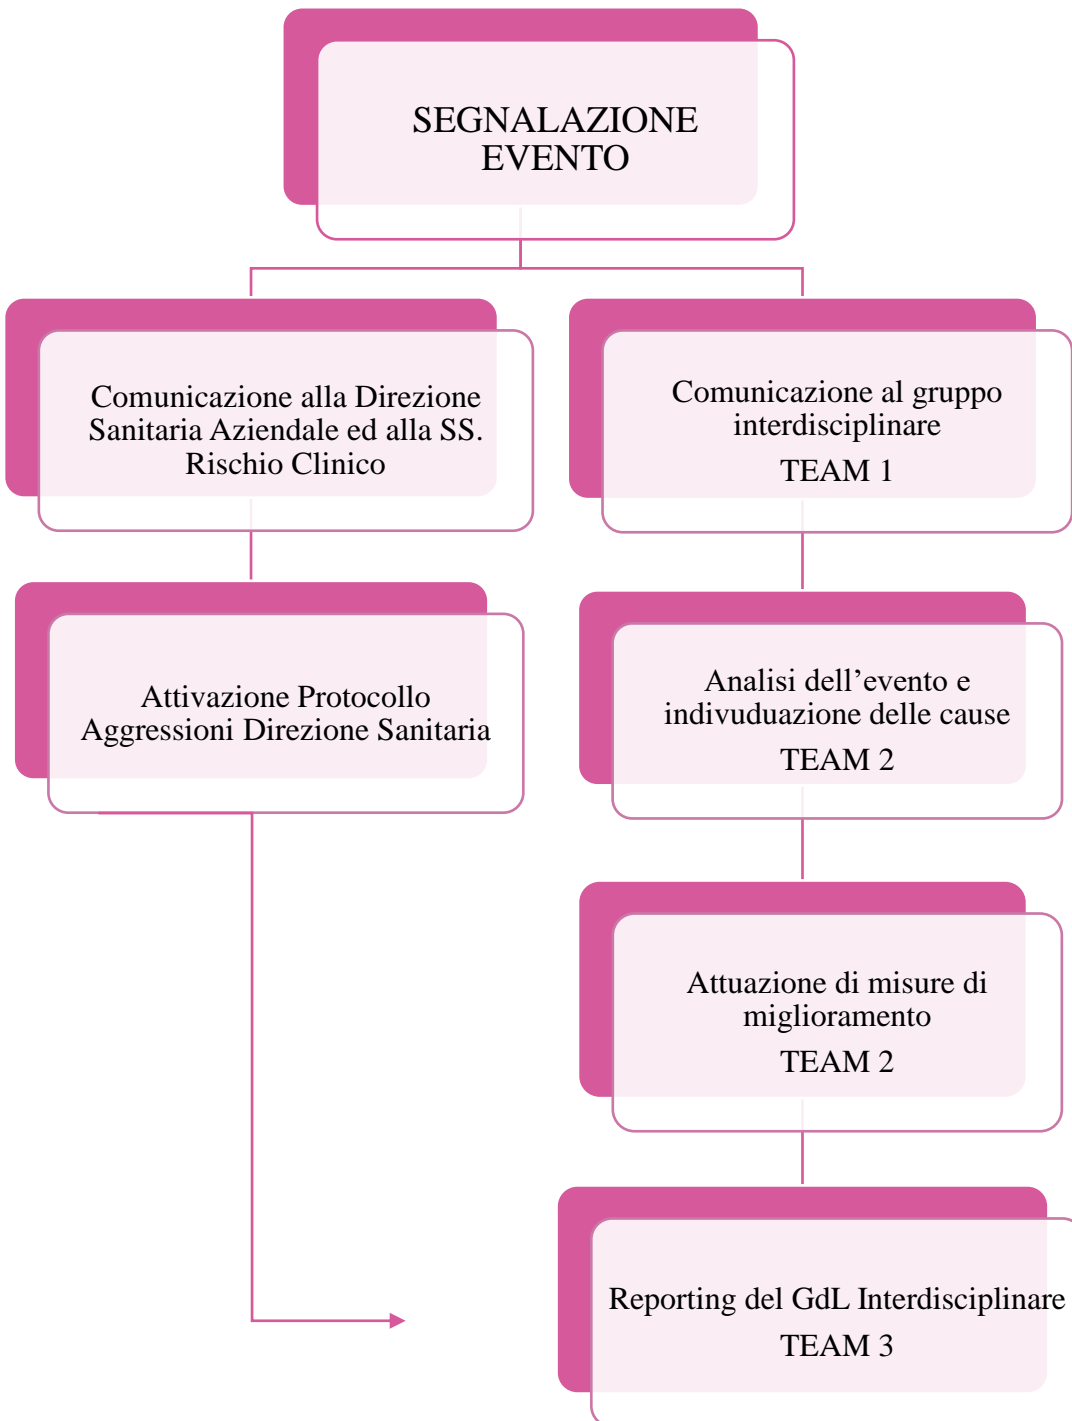 SEGNALAZIONE
EVENTO
Comunicazione alla Direzione
Sanitaria Aziendale ed alla SS.
Rischio Clinico
Comunicazione al gruppo
interdisciplinare
TEAM 1
Attivazione Protocollo
Aggressioni Direzione Sanitaria
Analisi dell’evento e
indivuduazione delle cause
TEAM 2
Attuazione di misure di
miglioramento
TEAM 2
Reporting del GdL Interdisciplinare
TEAM 3